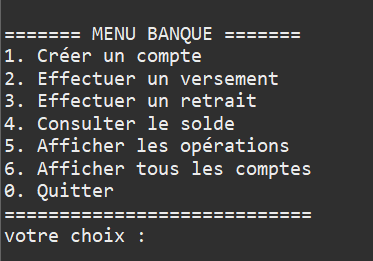 ======= MENU BANQUE =======
1. Créer un compte
2. Effectuer un versement
3. Effectuer un retrait
4. Consulter le solde
5. Afficher les opérations
6. Afficher tous les comptes
0. Quitter
============================
votre choix :